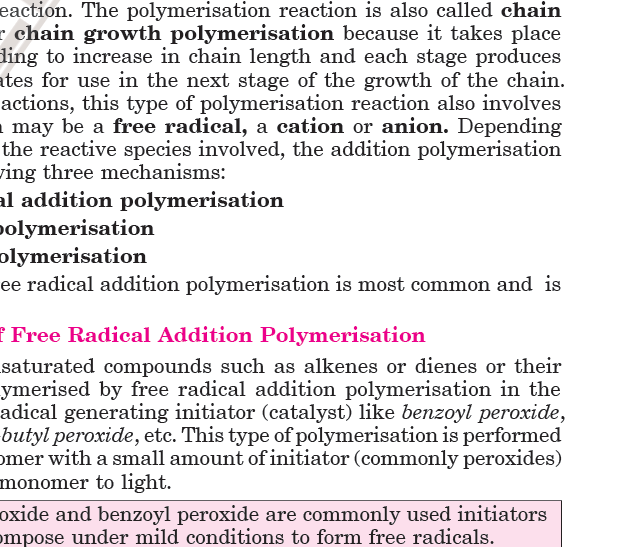 eaction. The polymerisation reaction is also called chain
r chain growth polymerisation because it takes place
ding to increase in chain length and each stage produces
ates for use in the next stage of the growth of the chain.
actions, this type of polymerisation reaction also involves
h may be a free radical, a cation or anion. Depending
the reactive species involved, the addition polymerisation
wing three mechanisms:
al addition polymerisation
polymerisation
olymerisation
ee radical addition polymerisation is most common and is
f Free Radical Addition Polymerisation
saturated compounds such as alkenes or dienes or their
lymerised by free radical addition polymerisation in the
adical generating initiator (catalyst) like benzoyl peroxide,
-butyl peroxide, etc. This type of polymerisation is performed
omer with a small amount of initiator (commonly peroxides)
monomer to light.
oxide and benzoyl peroxide are commonly used initiators
ompose under mild conditions to form free radicals.